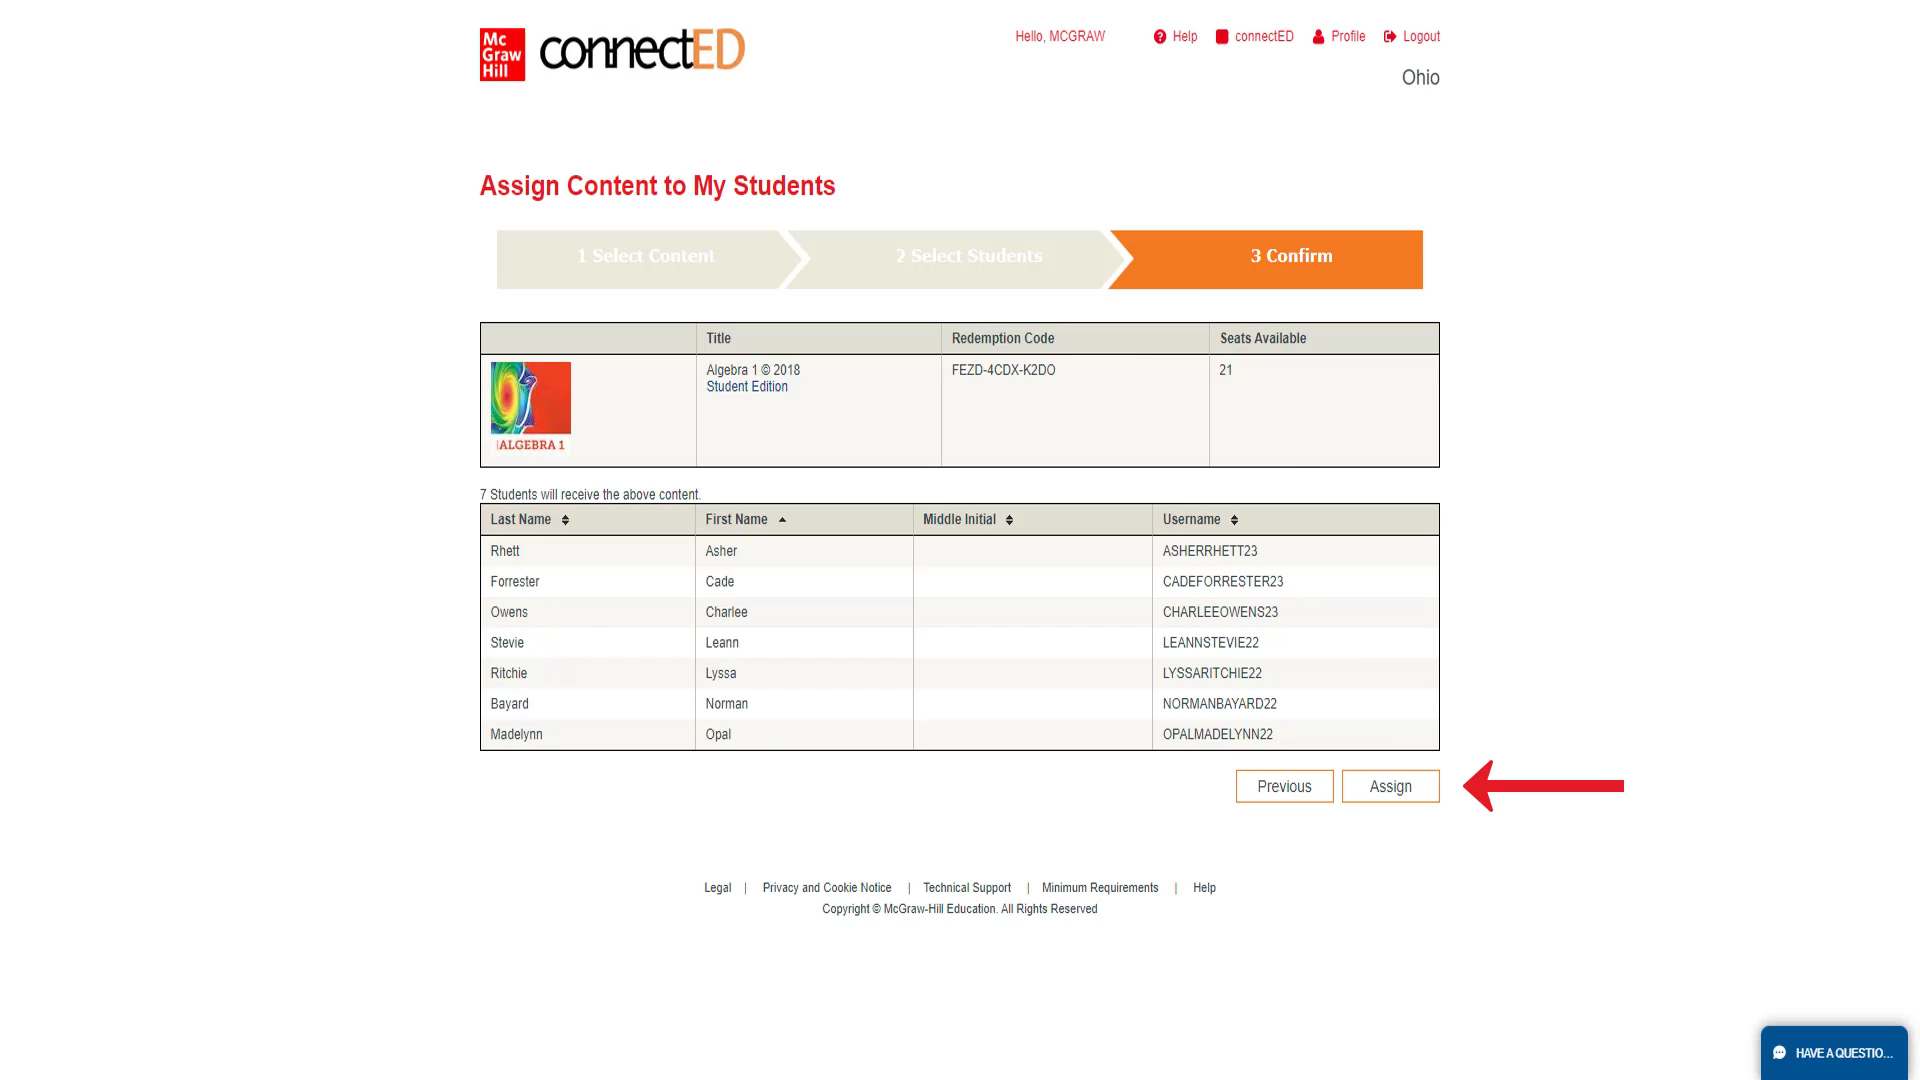 Mc
Graw
Hill
connectED
Hello, MCGRAW
Help
connectED
Profile
Logout
Ohio
Assign Content to My Students
1 Select Content
2 Select Students
3 Confirm
Title
Redemption Code
Seats Available
Algebra 1 © 2018
FEZD-4CDX-K2DO
21
Student Edition
ALGEBRA 1
7 Students will receive the above content.
Last Name
First Name
Middle Initial
Username
Rhett
Asher
ASHERRHETT23
Forrester
Cade
CADEFORRESTER23
Owens
Charlee
CHARLEEOWENS23
Stevie
Leann
LEANNSTEVIE22
Ritchie
Lyssa
LYSSARITCHIE22
Bayard
Norman
NORMANBAYARD22
Madelynn
Opal
OPALMADELYNN22
Previous
Assign
Legal | Privacy and Cookie Notice | Technical Support | Minimum Requirements | Help
Copyright © McGraw-Hill Education. All Rights Reserved
HAVE A QUESTIO...